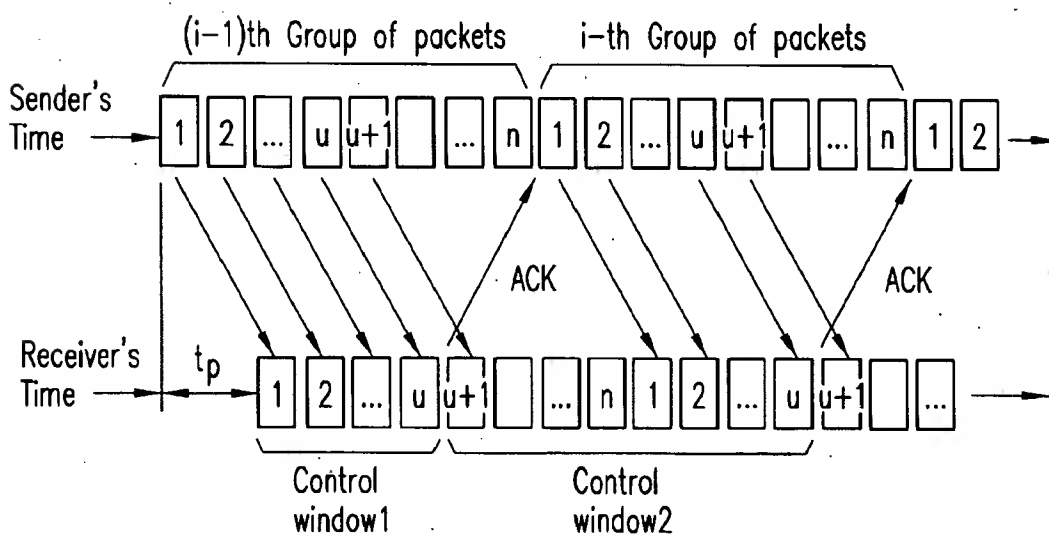 (i-1)th Group of packets
i-th Group of packets
Sender's
Time
1 2 ... u u+1 ... n 1 2 ... u u+1 ... n 1 2
ACK
ACK
Receiver's
Time
tp
1 2 ... u u+1 ... n 1 2 ... u u+1 ...
Control
window1
Control
window2